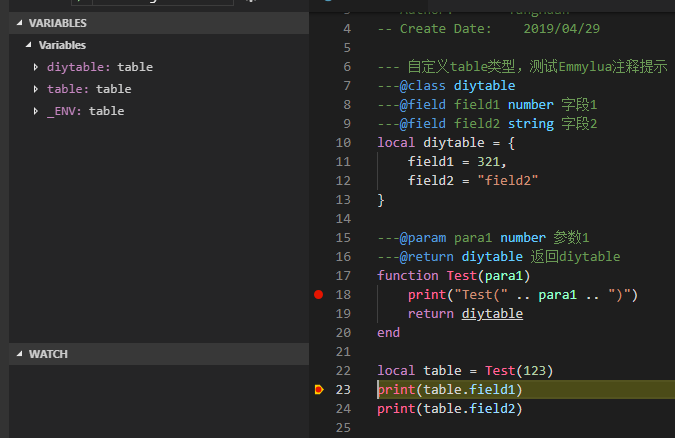 VARIABLES
Variables
diytable: table
table: table
_ENV: table
WATCH
4 -- Create Date: 2019/04/29
5
6 --- 自定义table类型，测试Emmylua注释提示
7 ---@class diytable
8 ---@field field1 number 字段1
9 ---@field field2 string 字段2
10 local diytable = {
11 field1 = 321,
12 field2 = "field2"
13 }
14
15 ---@param para1 number 参数1
16 ---@return diytable 返回diytable
17 function Test(para1)
18 print("Test(" .. para1 .. ")")
19 return diytable
20 end
21
22 local table = Test(123)
23 print(table.field1)
24 print(table.field2)
25